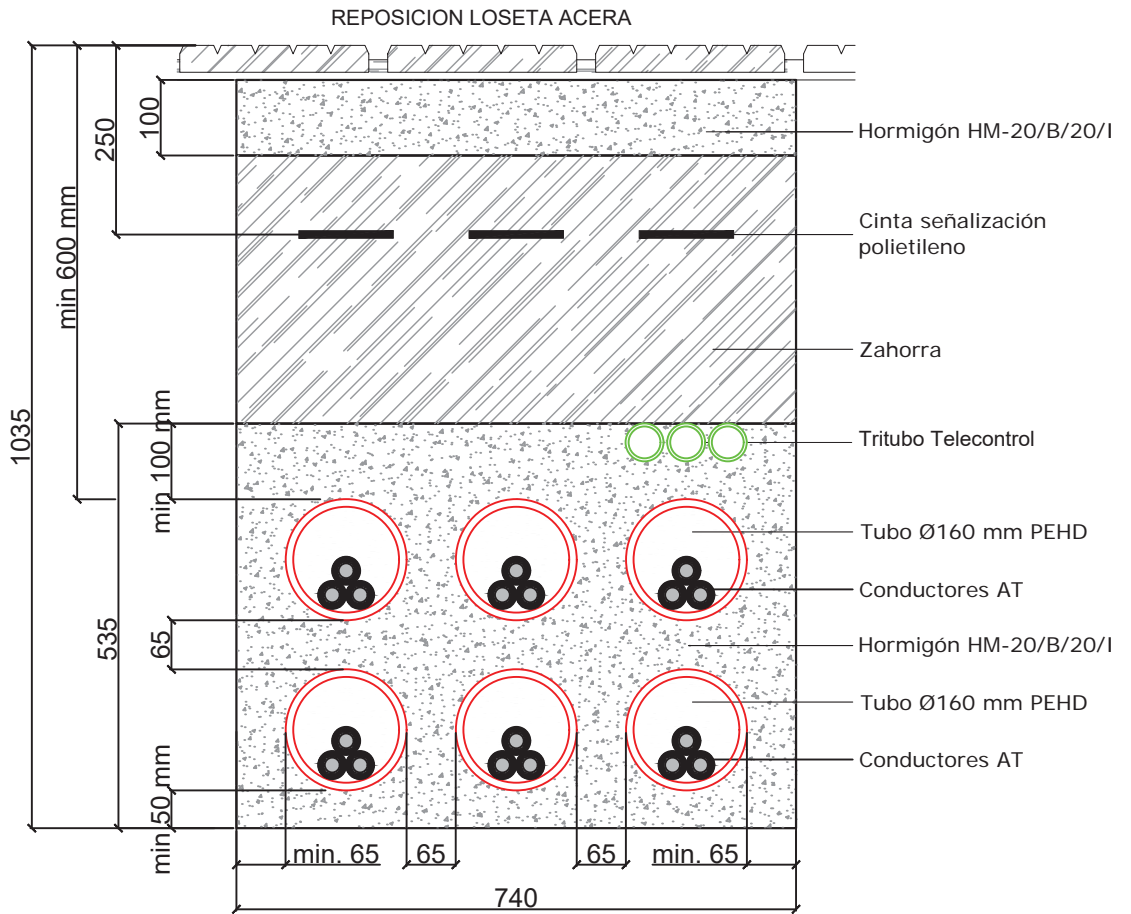 REPOSICION LOSETA ACERA
100
250
min 600 mm
1035
Hormigón HM-20/B/20/I
Cinta señalización
polietileno
Zahorra
min 100 mm
Tritubo Telecontrol
Tubo Ø160 mm PEHD
Conductores AT
535
65
Hormigón HM-20/B/20/I
Tubo Ø160 mm PEHD
Conductores AT
min 50 mm
min. 65
65
65
min. 65
740